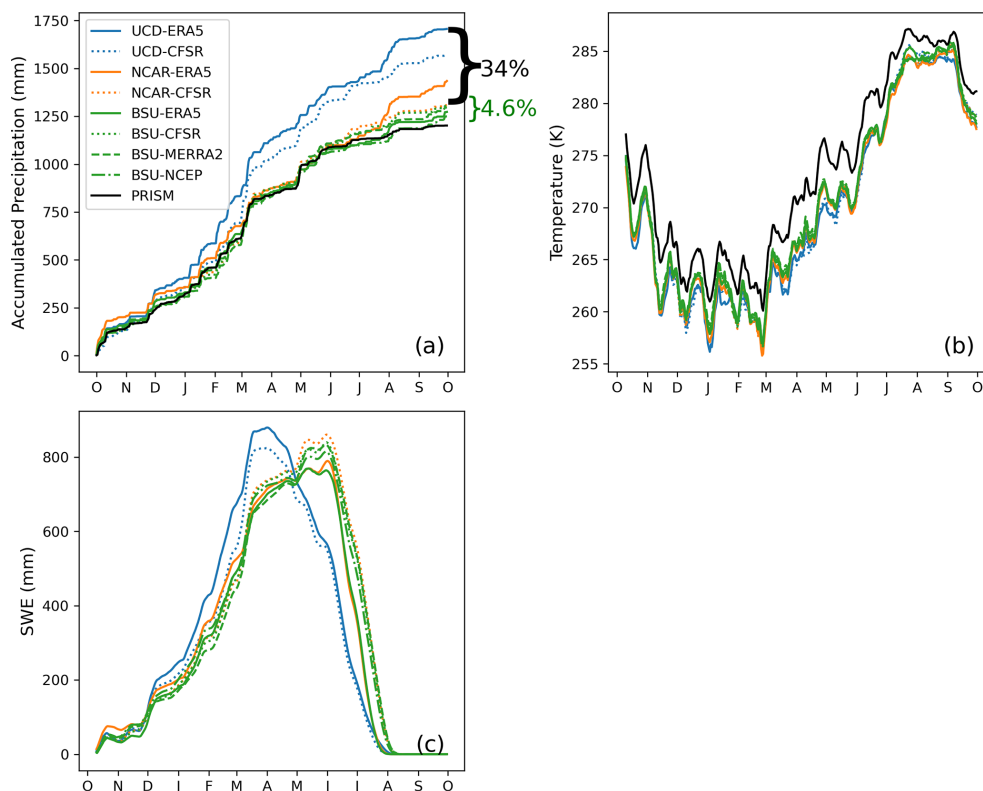 1750
1500
1250
1000
750
500
250
0
Accumulated Precipitation (mm)
UCD-ERA5
UCD-CFSR
NCAR-ERA5
NCAR-CFSR
BSU-ERA5
BSU-CFSR
BSU-MERRA2
BSU-NCEP
PRISM
34%
4.6%
(a)
O N D J F M A M J J A S O
285
280
275
270
265
260
255
Temperature (K)
(b)
O N D J F M A M J J A S O
800
600
400
200
0
SWE (mm)
(c)
O N D J F M A M J J A S O